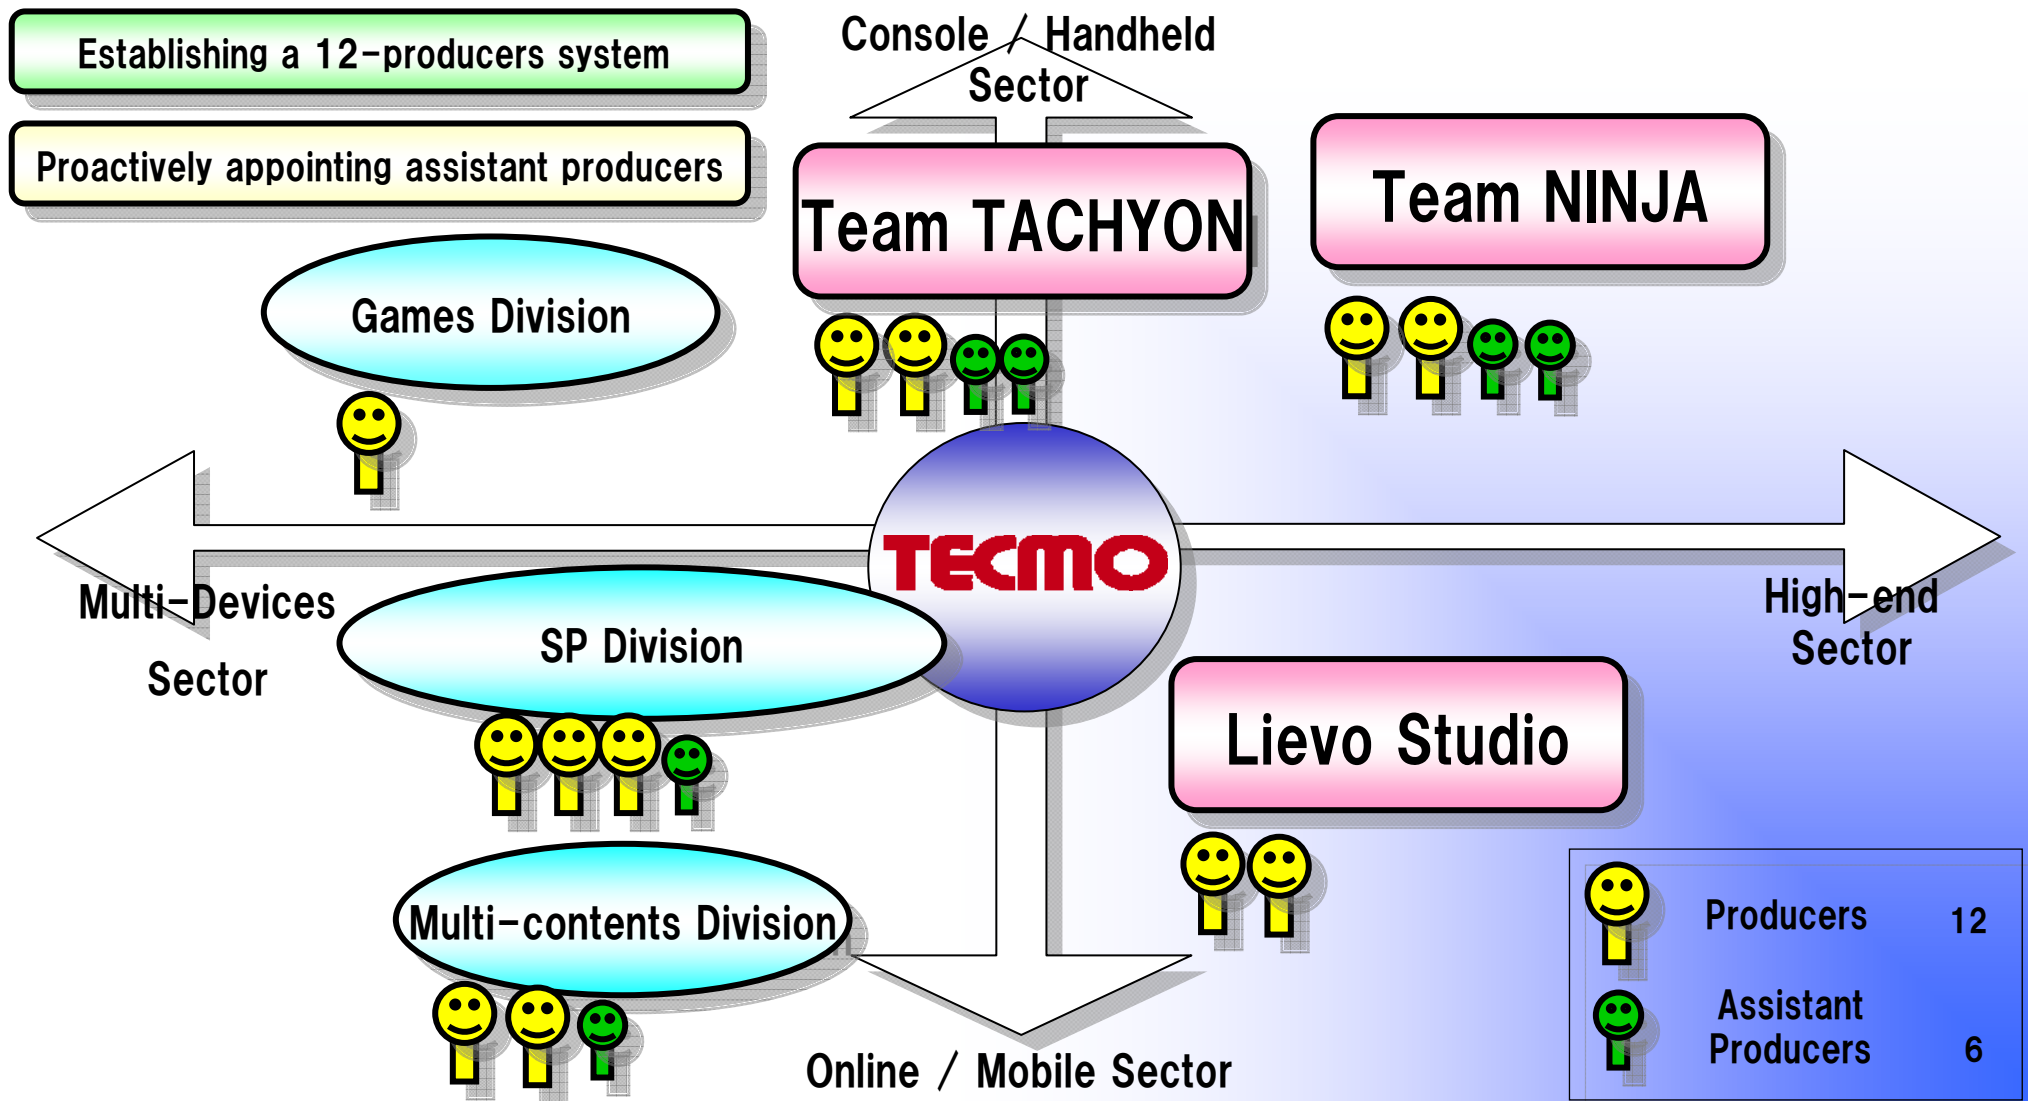 Establishing a 12-producers system
Proactively appointing assistant producers
Console / Handheld
Sector
Team TACHYON
Team NINJA
Games Division
TECMO
Multi-Devices
Sector
High-end
Sector
SP Division
Lievo Studio
Multi-contents Division
Online / Mobile Sector
Producers 12
Assistant
Producers 6